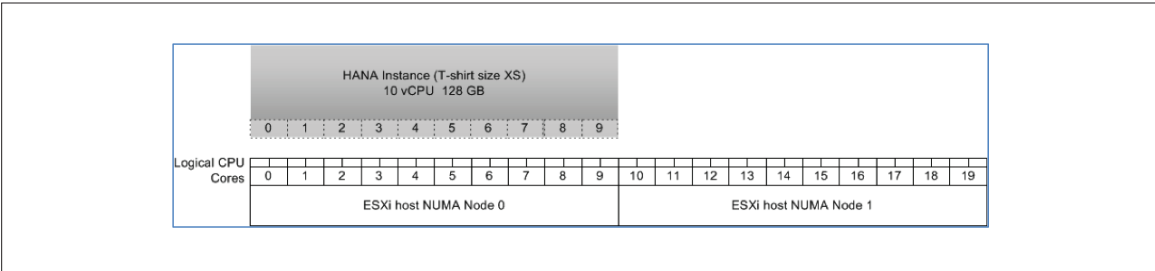 HANA Instance (T-shirt size XS)
10 vCPU 128 GB
0 1 2 3 4 5 6 7 8 9
Logical CPU
Cores 0 1 2 3 4 5 6 7 8 9 10 11 12 13 14 15 16 17 18 19
ESXi host NUMA Node 0 ESXi host NUMA Node 1